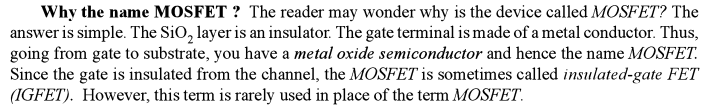 Why the name MOSFET ? The reader may wonder why is the device called MOSFET? The
answer is simple. The SiO₂ layer is an insulator. The gate terminal is made of a metal conductor. Thus,
going from gate to substrate, you have a metal oxide semiconductor and hence the name MOSFET.
Since the gate is insulated from the channel, the MOSFET is sometimes called insulated-gate FET
(IGFET). However, this term is rarely used in place of the term MOSFET.